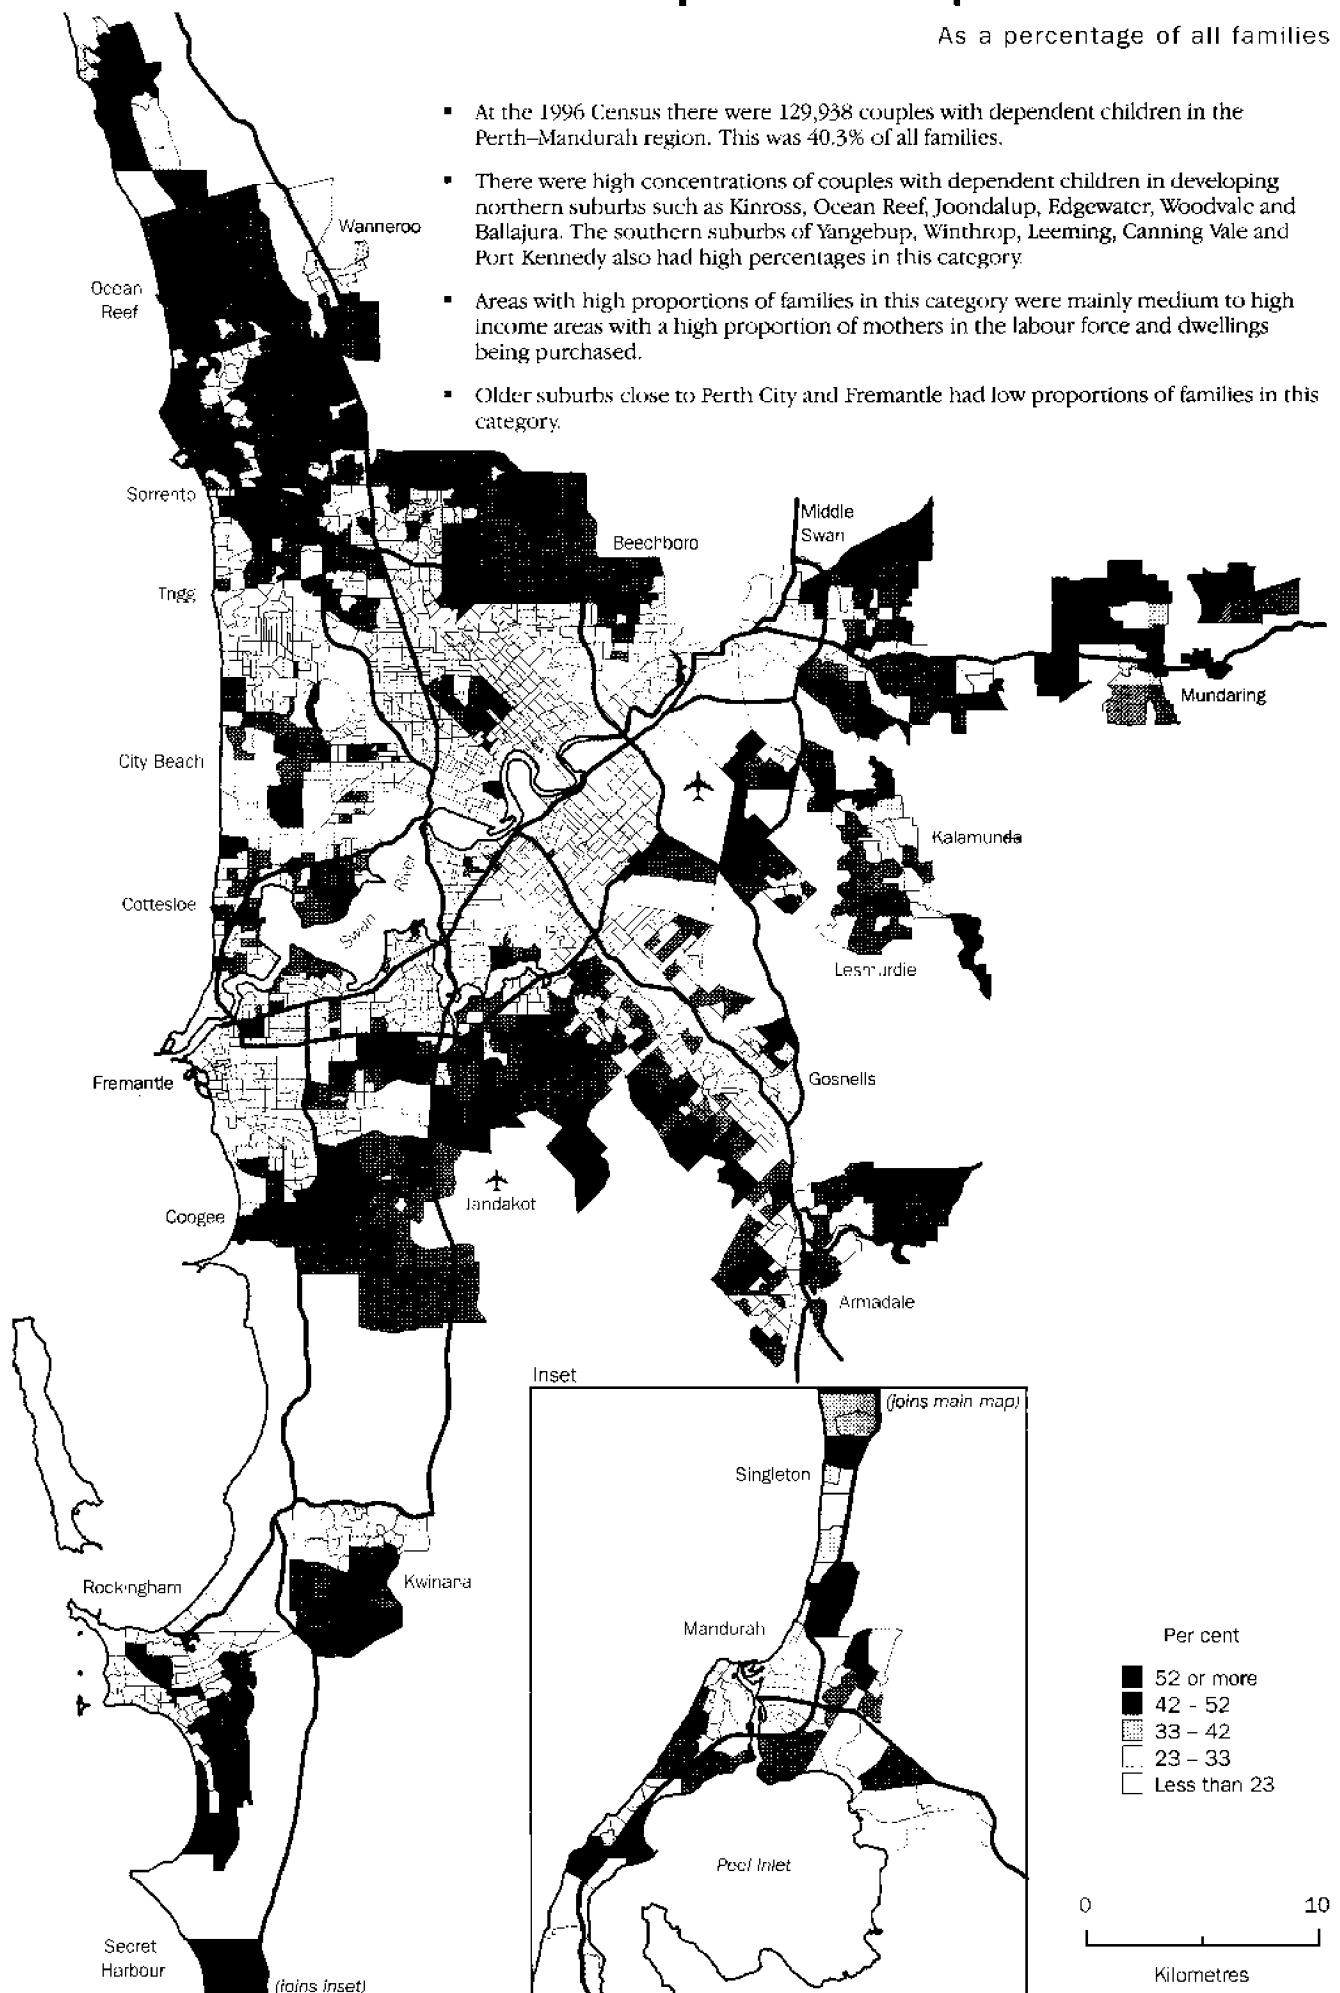 As a percentage of all families
▪ At the 1996 Census there were 129,938 couples with dependent children in the
Perth–Mandurah region. This was 40.3% of all families.
▪ There were high concentrations of couples with dependent children in developing
northern suburbs such as Kinross, Ocean Reef, Joondalup, Edgewater, Woodvale and
Ballajura. The southern suburbs of Yangebup, Winthrop, Leeming, Canning Vale and
Port Kennedy also had high percentages in this category.
▪ Areas with high proportions of families in this category were mainly medium to high
income areas with a high proportion of mothers in the labour force and dwellings
being purchased.
▪ Older suburbs close to Perth City and Fremantle had low proportions of families in this
category.
Wanneroo
Ocean
Reef
Sorrento
Middle
Swan
Beechboro
Trigg
Mundaring
City Beach
Kalamunda
River
Swan
Cottesloe
Lesmurdie
Gosnells
Fremantle
Jandakot
Coogee
Armadale
Inset
(joins main map)
Singleton
Rockingham
Kwinana
Mandurah
Per cent
52 or more
42 - 52
33 – 42
23 – 33
Less than 23
Peel Inlet
0 10
Kilometres
Secret
Harbour
(joins inset)